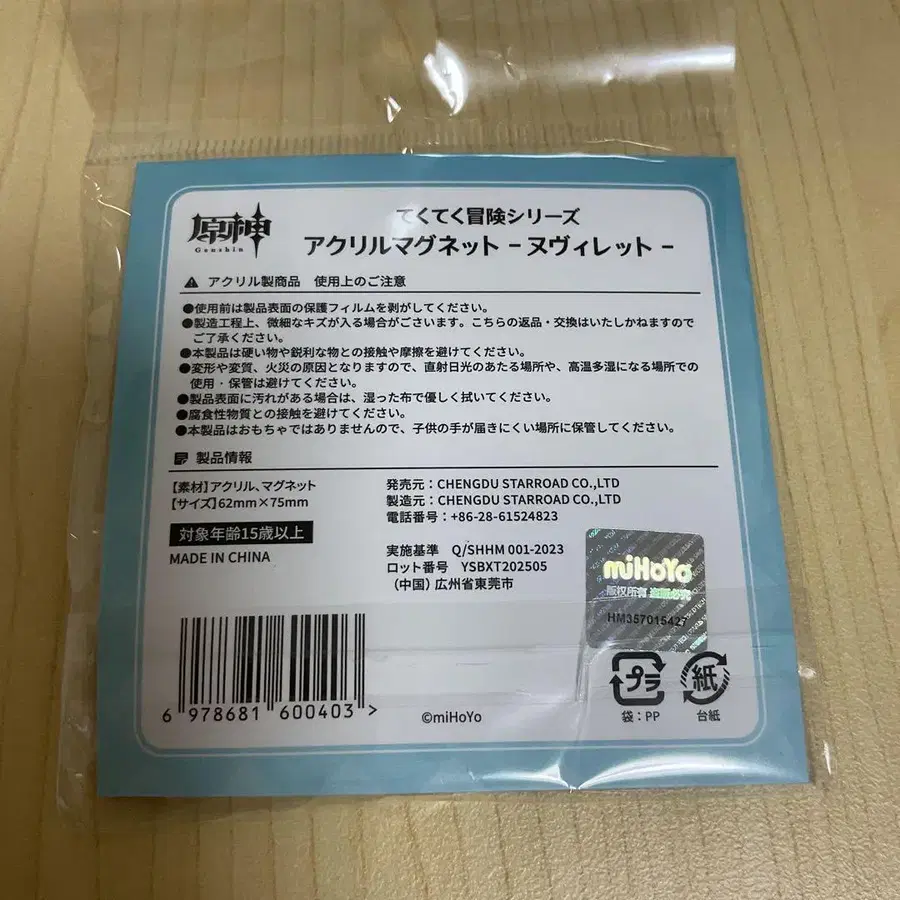 原神
Genshin
てくてく冒険シリーズ
アクリルマグネット - ヌヴィレット -
アクリル製商品 使用上のご注意
●使用前は製品表面の保護フィルムを剥がしてください。
●製造工程上、微細なキズが入る場合がございます。こちらの返品・交換はいたしかねますので
ご了承ください。
●本製品は硬い物や鋭利な物との接触や摩擦を避けてください。
●変形や変質、火災の原因となりますので、直射日光のあたる場所や、高温多湿になる場所での
使用・保管は避けてください。
●製品表面に汚れがある場合は、湿った布で優しく拭いてください。
●腐食性物質との接触を避けてください。
●本製品はおもちゃではありませんので、子供の手が届きにくい場所に保管してください。
製品情報
【素材】アクリル、マグネット
【サイズ】62mm×75mm
対象年齢15歳以上
MADE IN CHINA
発売元：CHENGDU STARROAD CO.,LTD
製造元：CHENGDU STARROAD CO.,LTD
電話番号：+86-28-61524823
実施基準 Q/SHHM 001-2023
ロット番号 YSBXT202505
（中国）広州省東莞市
miHoYo
版权所有 盗版必究
HM357015427
6 978681 600403 >
©miHoYo
プラ
袋：PP
紙
台紙